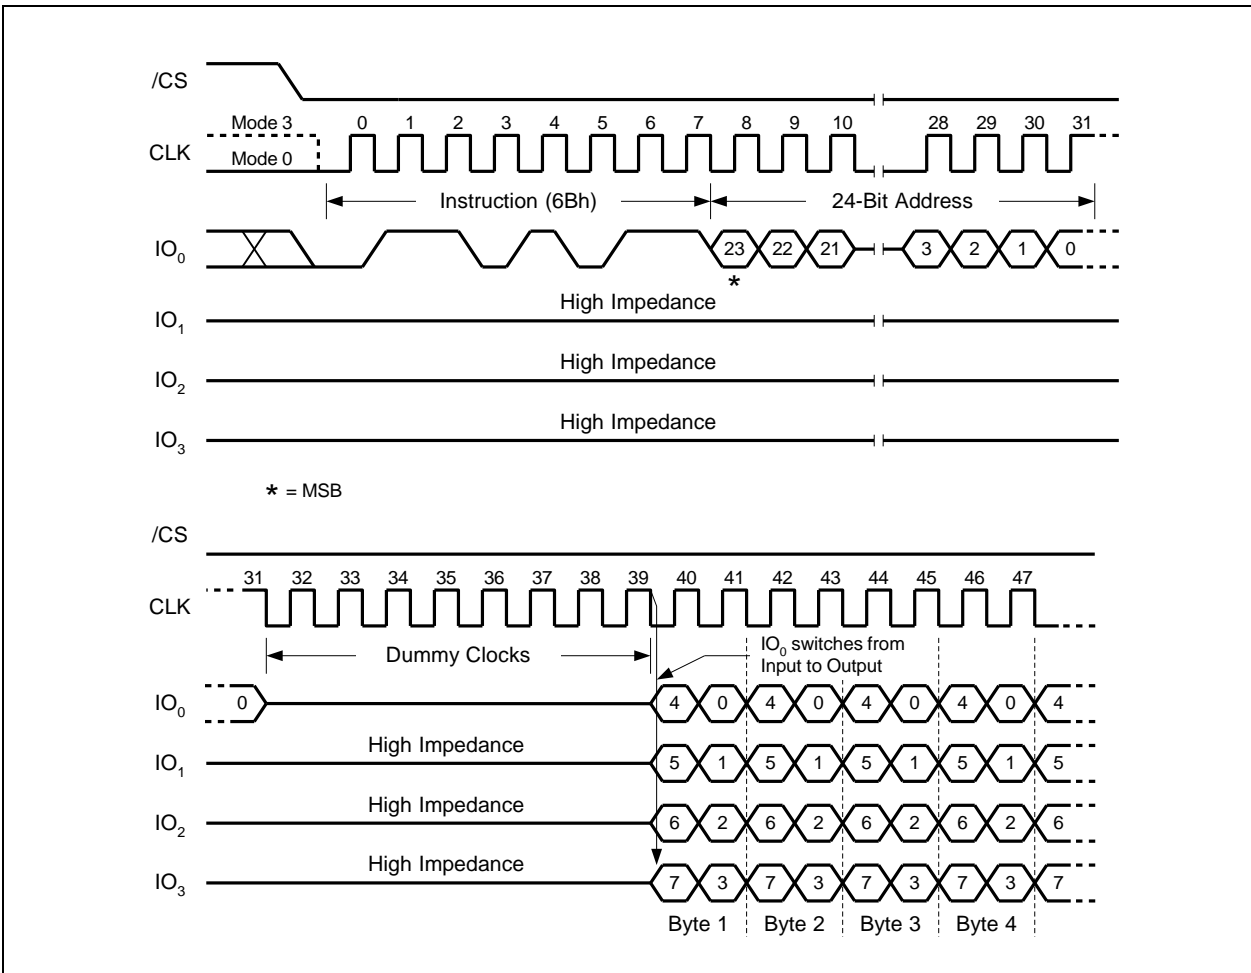 /CS
Mode 3 0 1 2 3 4 5 6 7 8 9 10 28 29 30 31
CLK
Mode 0
Instruction (6Bh) 24-Bit Address
IO0 23 22 21 3 2 1 0
*
High Impedance
IO1
High Impedance
IO2
High Impedance
IO3
* = MSB
/CS
31 32 33 34 35 36 37 38 39 40 41 42 43 44 45 46 47
CLK
Dummy Clocks
IO0 switches from
Input to Output
IO0 0 4 0 4 0 4 0 4 0 4
High Impedance
IO1 5 1 5 1 5 1 5 1 5
High Impedance
IO2 6 2 6 2 6 2 6 2 6
High Impedance
IO3 7 3 7 3 7 3 7 3 7
Byte 1 Byte 2 Byte 3 Byte 4